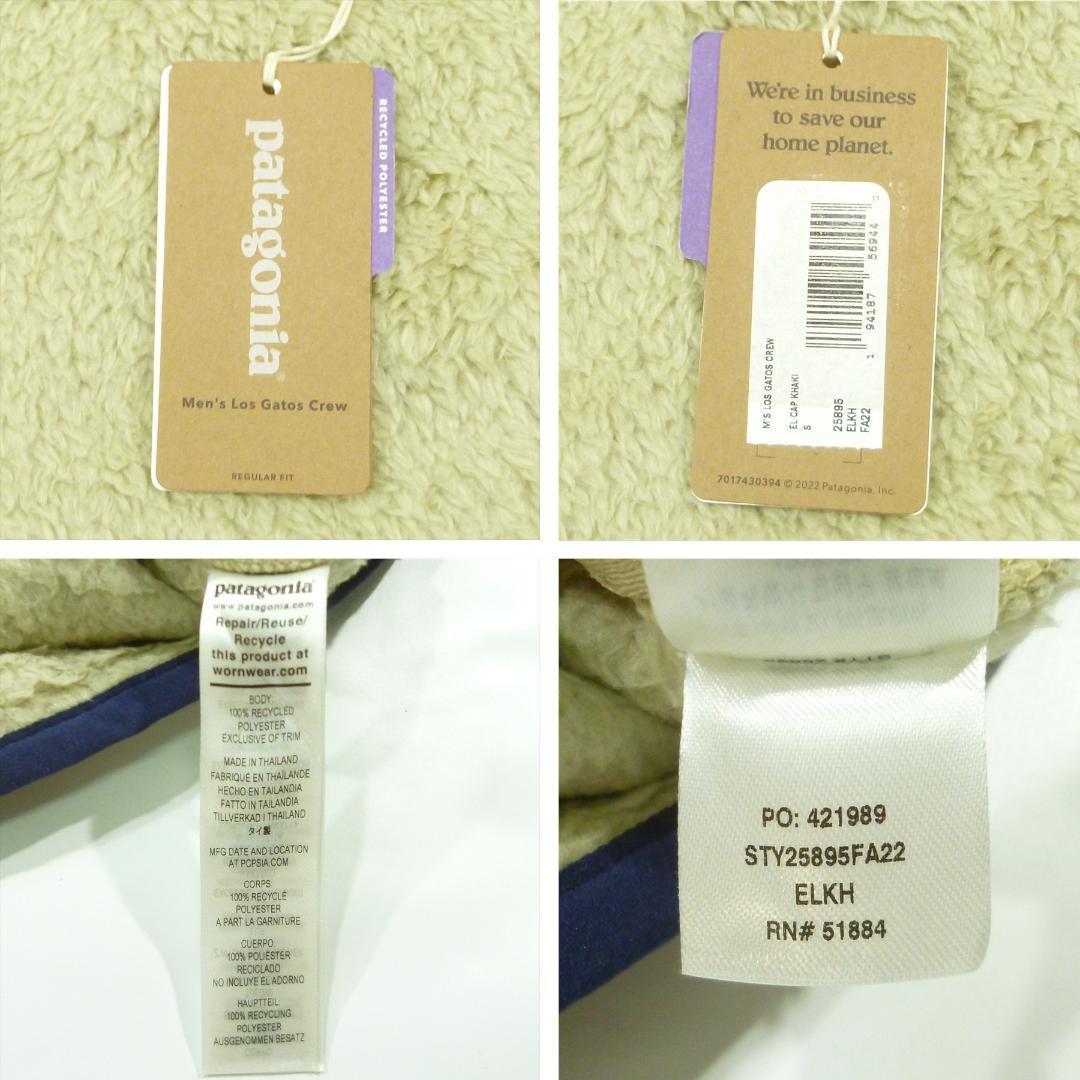 patagonia®
RECYCLED POLYESTER
Men's Los Gatos Crew
REGULAR FIT
We're in business
to save our
home planet.
M'S LOS GATOS CREW
EL CAP KHAKI
S
25895
ELKH
FA22
1 94187 56944
7017430394 © 2022 Patagonia, Inc.
patagonia®
www.patagonia.com
Repair/Reuse/
Recycle
this product at
wornwear.com
BODY:
100% RECYCLED
POLYESTER
EXCLUSIVE OF TRIM
MADE IN THAILAND
FABRIQUÉ EN THAÏLANDE
HECHO EN TAILANDIA
FATTO IN TAILANDIA
TILLVERKAD I THAILAND
タイ製
MFG DATE AND LOCATION
AT PCPSIA.COM
CORPS:
100% RECYCLÉ
POLYESTER
A PART LA GARNITURE
CUERPO:
100% POLIÉSTER
RECICLADO
NO INCLUYE EL ADORNO
HAUPTTEIL:
100% RECYCLING
POLYESTER
AUSGENOMMEN BESATZ
PO: 421989
STY25895FA22
ELKH
RN# 51884